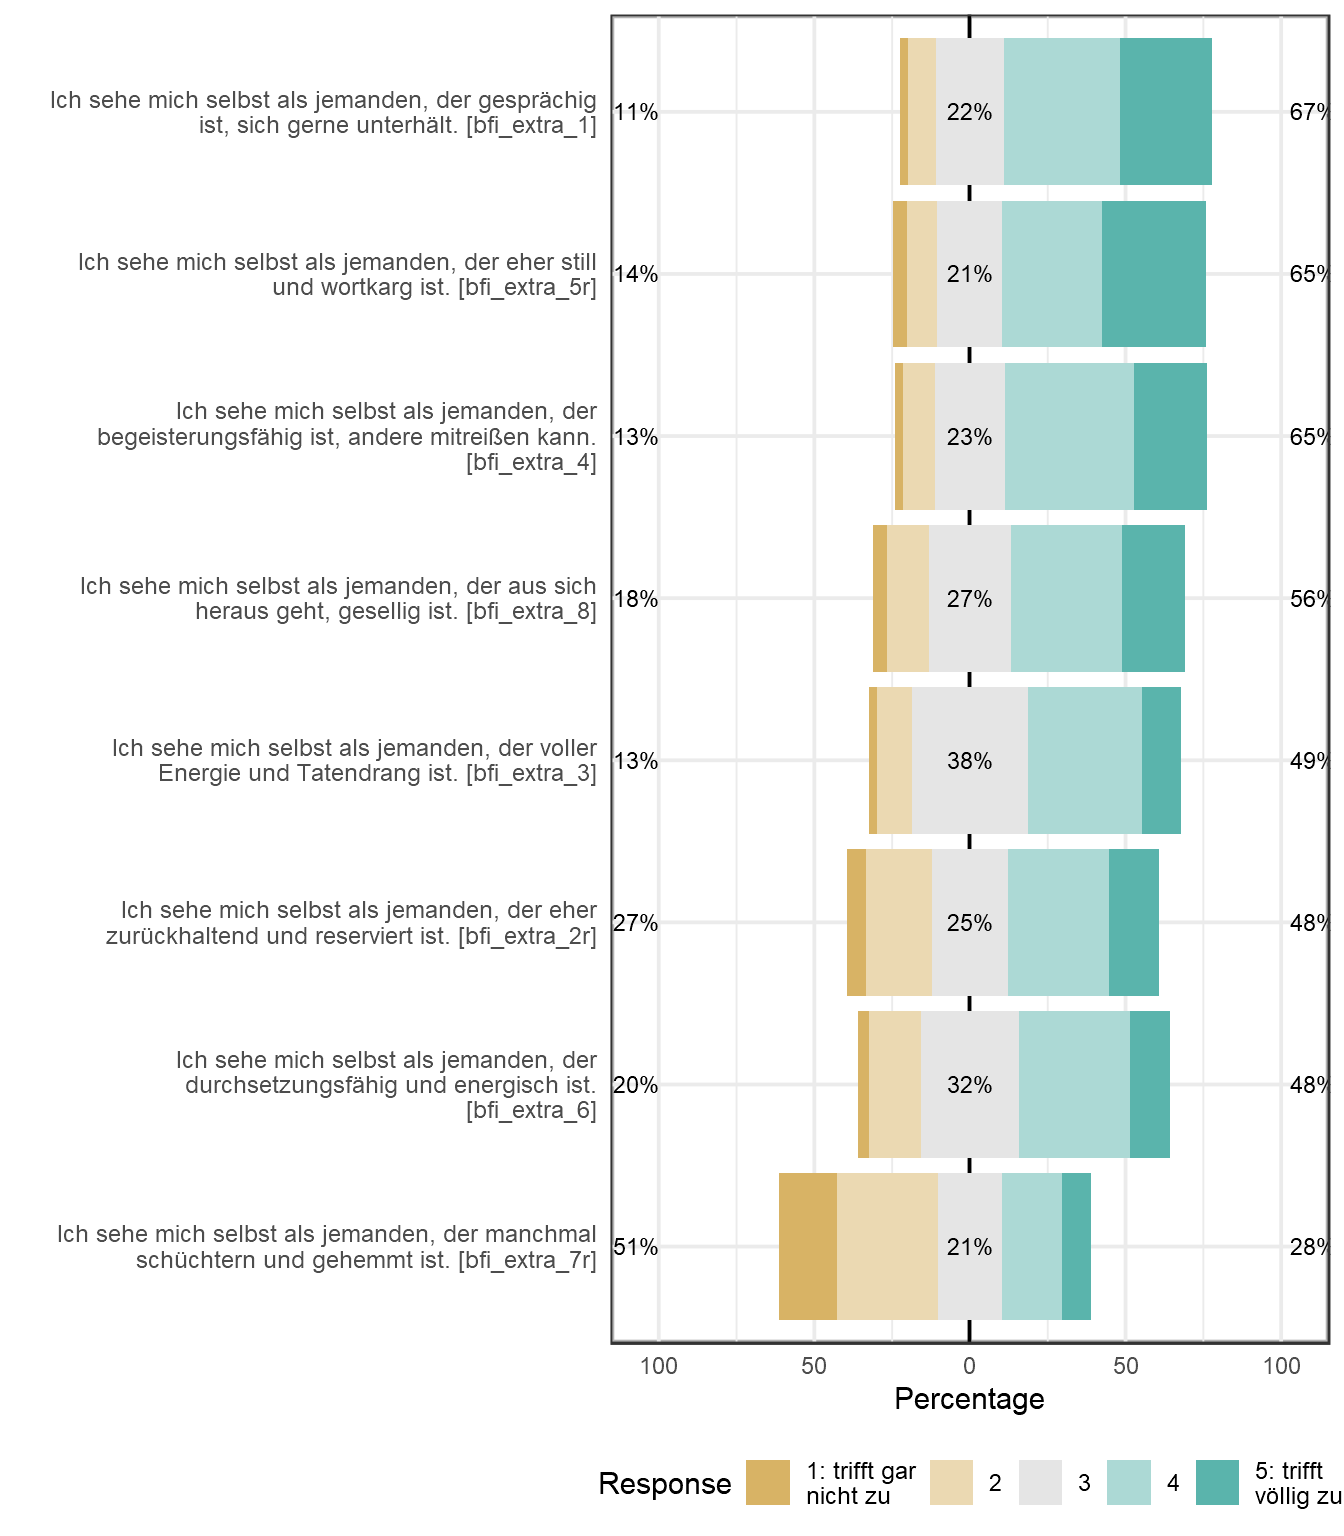 Ich sehe mich selbst als jemanden, der gesprächig
ist, sich gerne unterhält. [bfi_extra_1]
11%
22%
67%
Ich sehe mich selbst als jemanden, der eher still
und wortkarg ist. [bfi_extra_5r]
14%
21%
65%
Ich sehe mich selbst als jemanden, der
begeisterungsfähig ist, andere mitreißen kann.
[bfi_extra_4]
13%
23%
65%
Ich sehe mich selbst als jemanden, der aus sich
heraus geht, gesellig ist. [bfi_extra_8]
18%
27%
56%
Ich sehe mich selbst als jemanden, der voller
Energie und Tatendrang ist. [bfi_extra_3]
13%
38%
49%
Ich sehe mich selbst als jemanden, der eher
zurückhaltend und reserviert ist. [bfi_extra_2r]
27%
25%
48%
Ich sehe mich selbst als jemanden, der
durchsetzungsfähig und energisch ist.
[bfi_extra_6]
20%
32%
48%
Ich sehe mich selbst als jemanden, der manchmal
schüchtern und gehemmt ist. [bfi_extra_7r]
51%
21%
28%
100 50 0 50 100
Percentage
Response
1: trifft gar
nicht zu
2
3
4
5: trifft
völlig zu